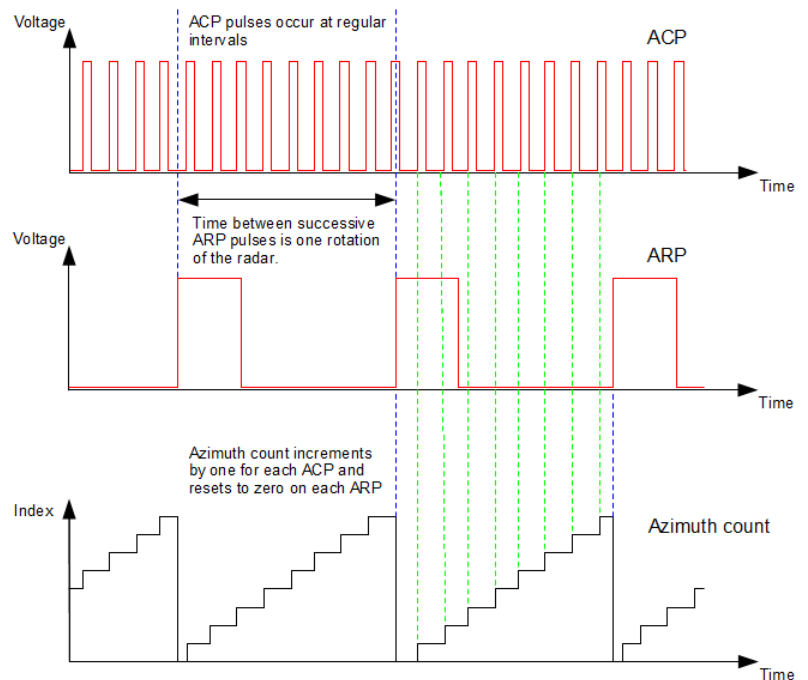 Voltage
ACP pulses occur at regular
intervals
ACP
Time
Voltage
Time between successive
ARP pulses is one rotation
of the radar.
ARP
Time
Azimuth count increments
by one for each ACP and
resets to zero on each ARP
Index
Azimuth count
Time